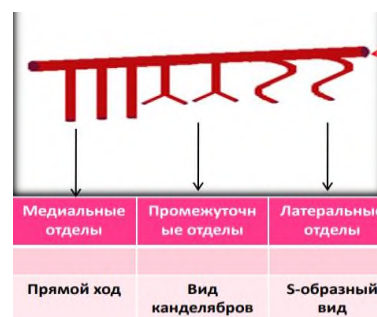 Медиальные
отделы
Промежуточн
ые отделы
Латеральные
отделы
Прямой ход
Вид
канделябров
S-образный
вид